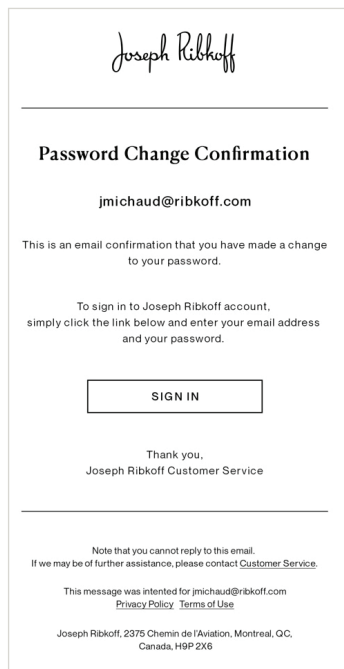 Joseph Ribkoff
Password Change Confirmation
jmichaud@ribkoff.com
This is an email confirmation that you have made a change
to your password.
To sign in to Joseph Ribkoff account,
simply click the link below and enter your email address
and your password.
SIGN IN
Thank you,
Joseph Ribkoff Customer Service
Note that you cannot reply to this email.
If we may be of further assistance, please contact Customer Service.
This message was intented for jmichaud@ribkoff.com
Privacy Policy Terms of Use
Joseph Ribkoff, 2375 Chemin de l'Aviation, Montreal, QC,
Canada, H9P 2X6